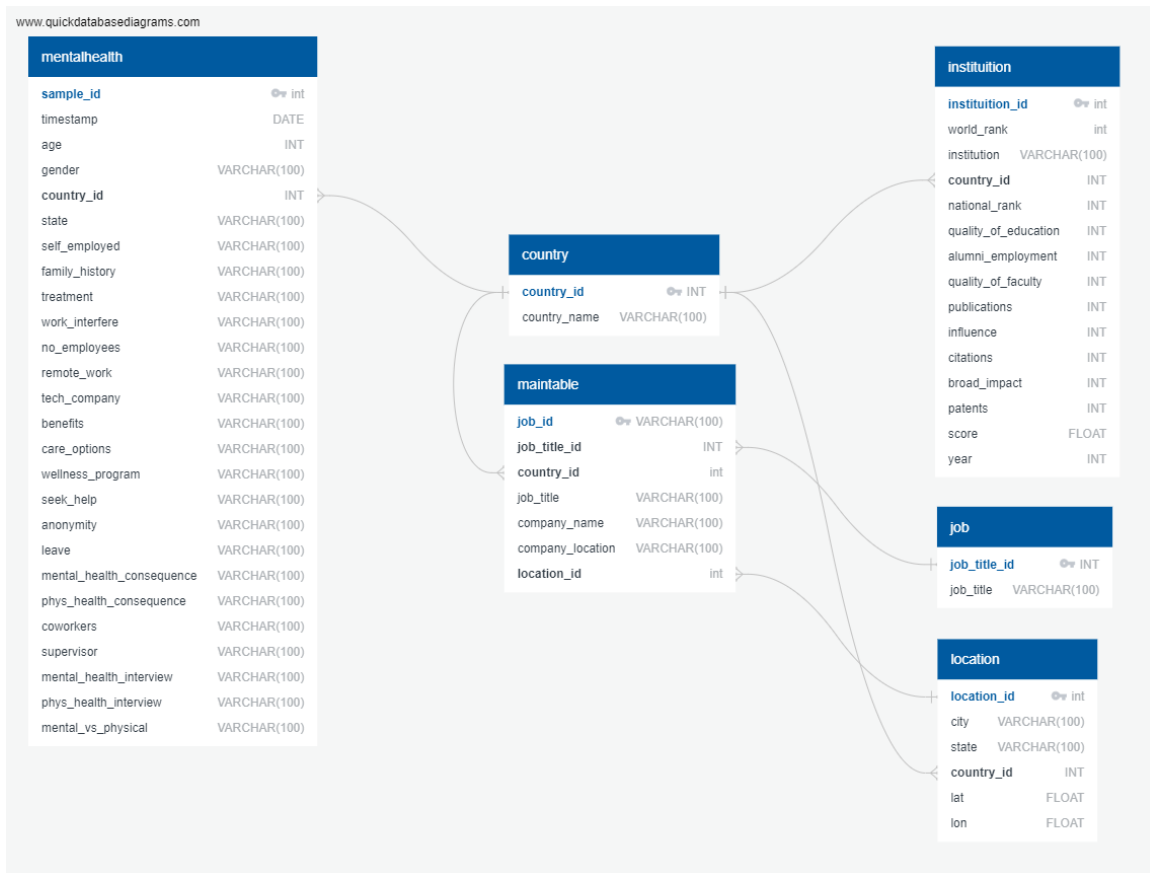 www.quickdatabasediagrams.com
mentalhealth
sample_id int
timestamp DATE
age INT
gender VARCHAR(100)
country_id INT
state VARCHAR(100)
self_employed VARCHAR(100)
family_history VARCHAR(100)
treatment VARCHAR(100)
work_interfere VARCHAR(100)
no_employees VARCHAR(100)
remote_work VARCHAR(100)
tech_company VARCHAR(100)
benefits VARCHAR(100)
care_options VARCHAR(100)
wellness_program VARCHAR(100)
seek_help VARCHAR(100)
anonymity VARCHAR(100)
leave VARCHAR(100)
mental_health_consequence VARCHAR(100)
phys_health_consequence VARCHAR(100)
coworkers VARCHAR(100)
supervisor VARCHAR(100)
mental_health_interview VARCHAR(100)
phys_health_interview VARCHAR(100)
mental_vs_physical VARCHAR(100)
country
country_id INT
country_name VARCHAR(100)
maintable
job_id VARCHAR(100)
job_title_id INT
country_id int
job_title VARCHAR(100)
company_name VARCHAR(100)
company_location VARCHAR(100)
location_id int
instituition
instituition_id int
world_rank int
institution VARCHAR(100)
country_id INT
national_rank INT
quality_of_education INT
alumni_employment INT
quality_of_faculty INT
publications INT
influence INT
citations INT
broad_impact INT
patents INT
score FLOAT
year INT
job
job_title_id INT
job_title VARCHAR(100)
location
location_id int
city VARCHAR(100)
state VARCHAR(100)
country_id INT
lat FLOAT
lon FLOAT